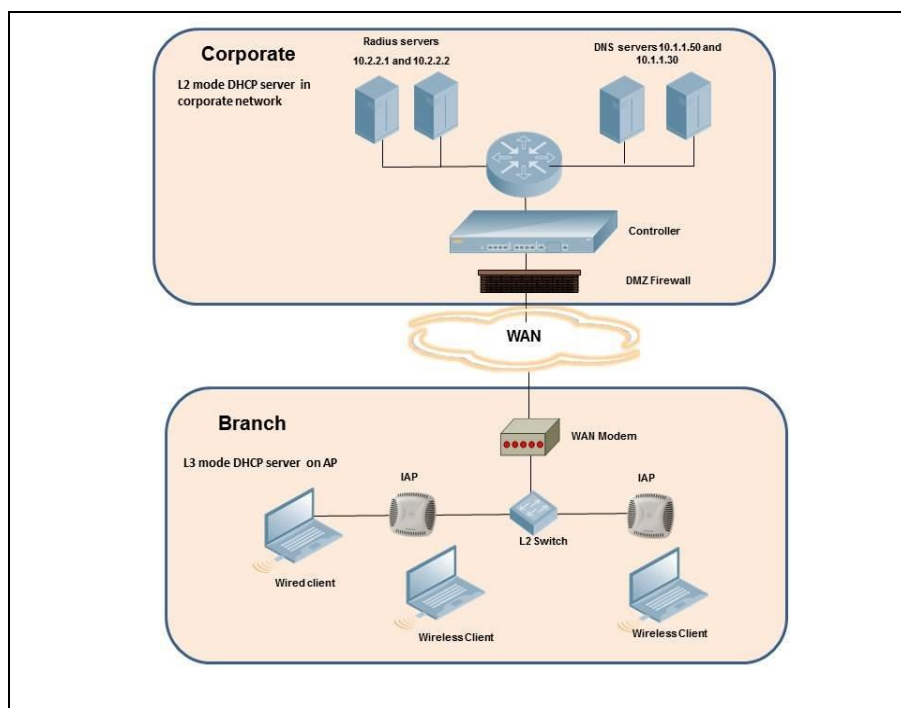 Corporate
L2 mode DHCP server in
corporate network
Radius servers
10.2.2.1 and 10.2.2.2
DNS servers 10.1.1.50 and
10.1.1.30
Controller
DMZ Firewall
WAN
Branch
L3 mode DHCP server on AP
WAN Modem
IAP
IAP
L2 Switch
Wired client
Wireless Client
Wireless Client